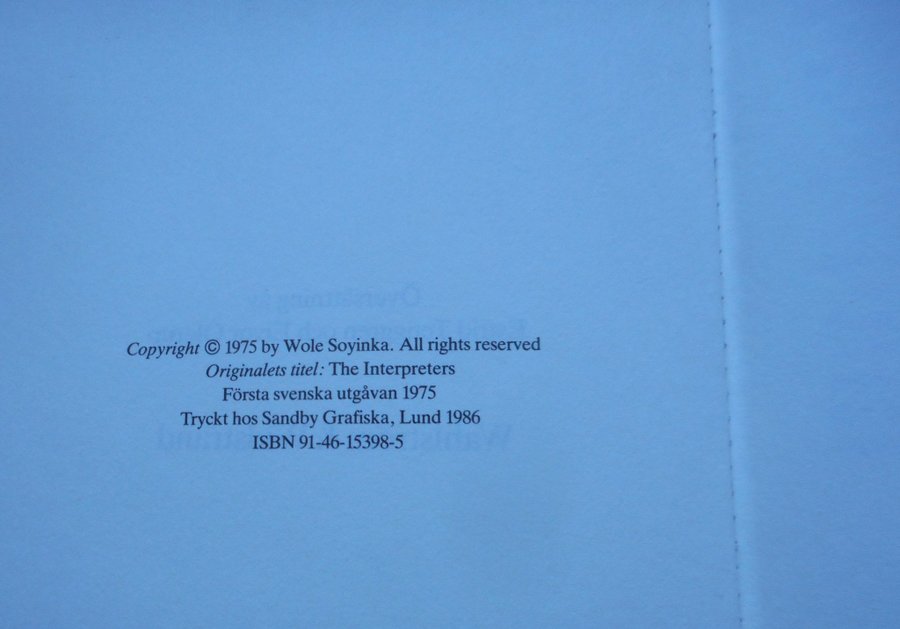 Copyright © 1975 by Wole Soyinka. All rights reserved
Originalets titel: The Interpreters
Första svenska utgåvan 1975
Tryckt hos Sandby Grafiska, Lund 1986
ISBN 91-46-15398-5